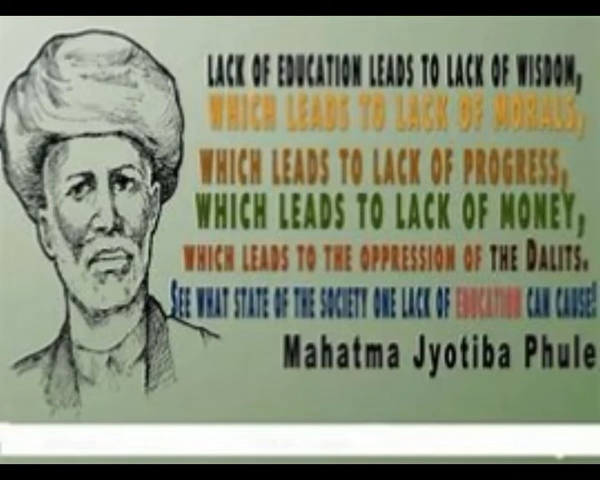 LACK OF EDUCATION LEADS TO LACK OF WISDOM,
WHICH LEADS TO LACK OF MORALS,
WHICH LEADS TO LACK OF PROGRESS,
WHICH LEADS TO LACK OF MONEY,
WHICH LEADS TO THE OPPRESSION OF THE DALITS.
SEE WHAT STATE OF THE SOCIETY ONE LACK OF EDUCATION CAN CAUSE!
Mahatma Jyotiba Phule